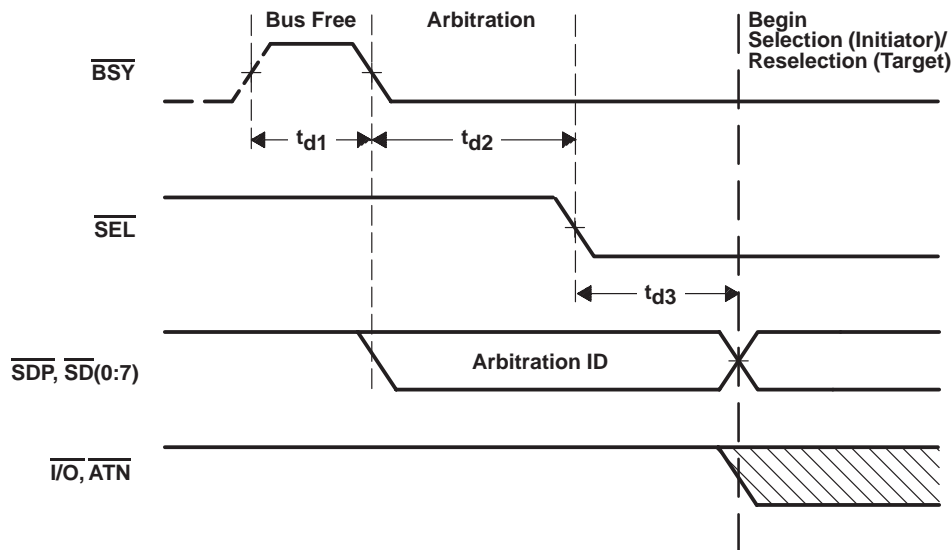 Bus Free
Arbitration
Begin
Selection (Initiator)/
Reselection (Target)
BSY
td1
td2
SEL
td3
SDP, SD(0:7)
Arbitration ID
I/O, ATN